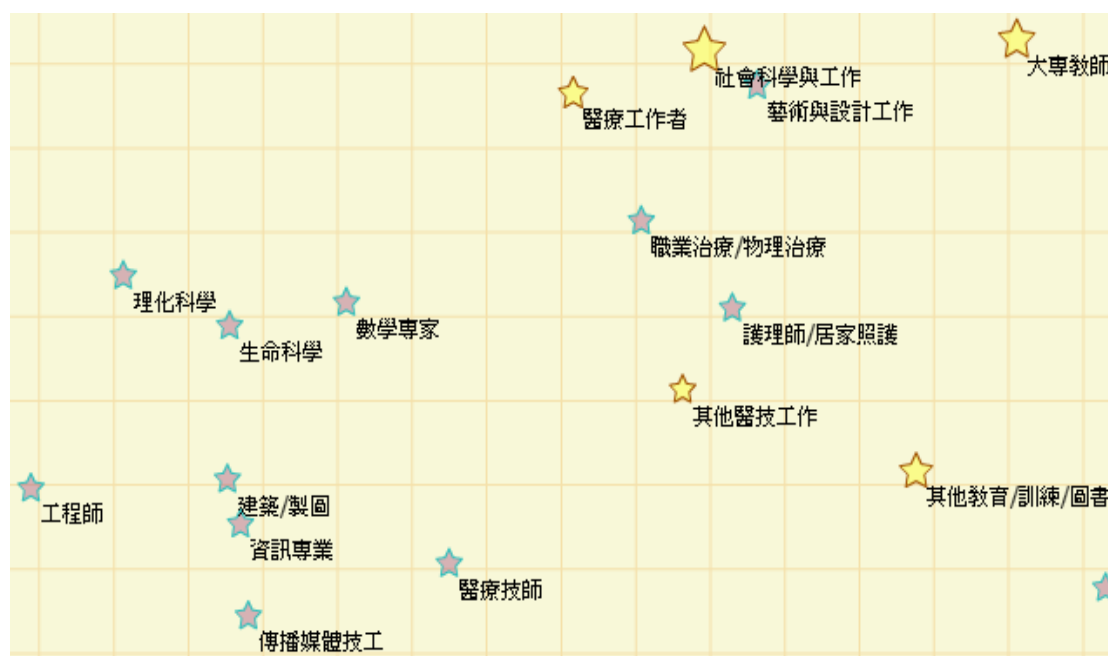 大專教師
社會科學與工作
藝術與設計工作
醫療工作者
職業治療/物理治療
理化科學
數學專家
護理師/居家照護
生命科學
其他醫技工作
其他教育/訓練/圖書
建築/製圖
工程師
資訊專業
醫療技師
傳播媒體技工